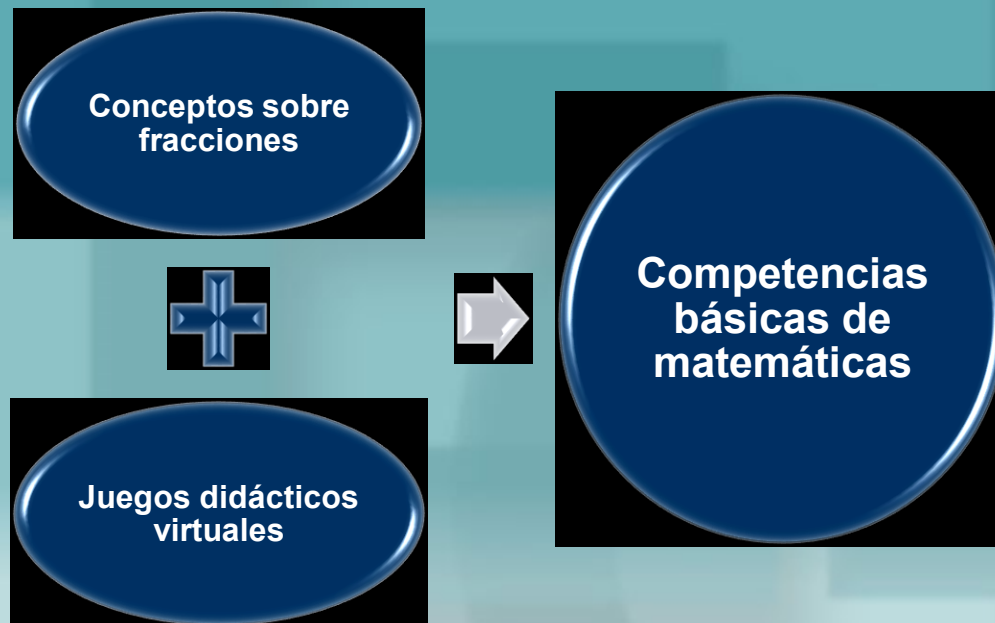 Conceptos sobre
fracciones
Juegos didácticos
virtuales
Competencias
básicas de
matemáticas